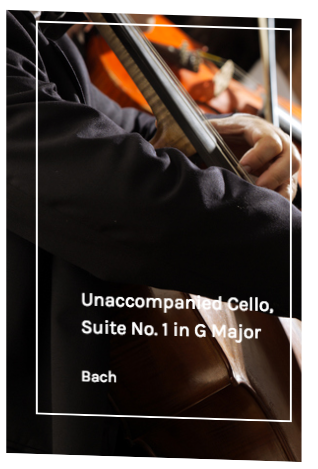 Unaccompanied Cello,
Suite No. 1 in G Major
Bach